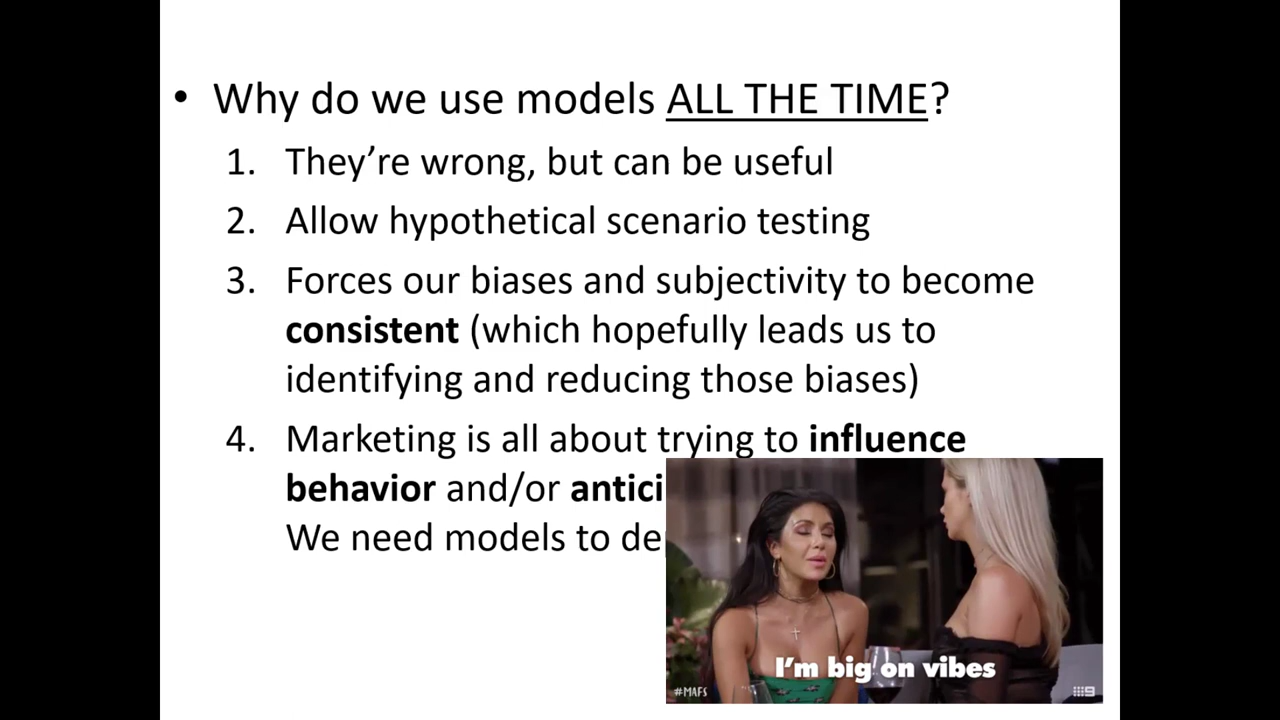 • Why do we use models ALL THE TIME?
1. They’re wrong, but can be useful
2. Allow hypothetical scenario testing
3. Forces our biases and subjectivity to become
consistent (which hopefully leads us to
identifying and reducing those biases)
4. Marketing is all about trying to influence
behavior and/or antici
We need models to de
I'm big on vibes
#MAFS
9